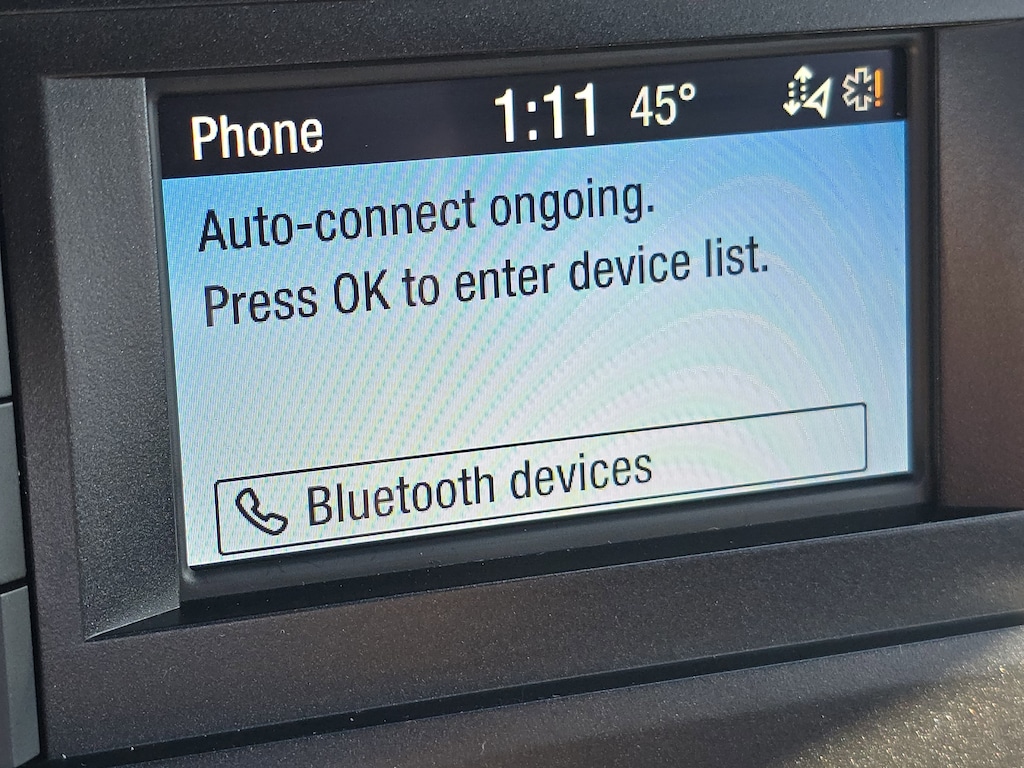 Phone 1:11 45°
Auto-connect ongoing.
Press OK to enter device list.
Bluetooth devices